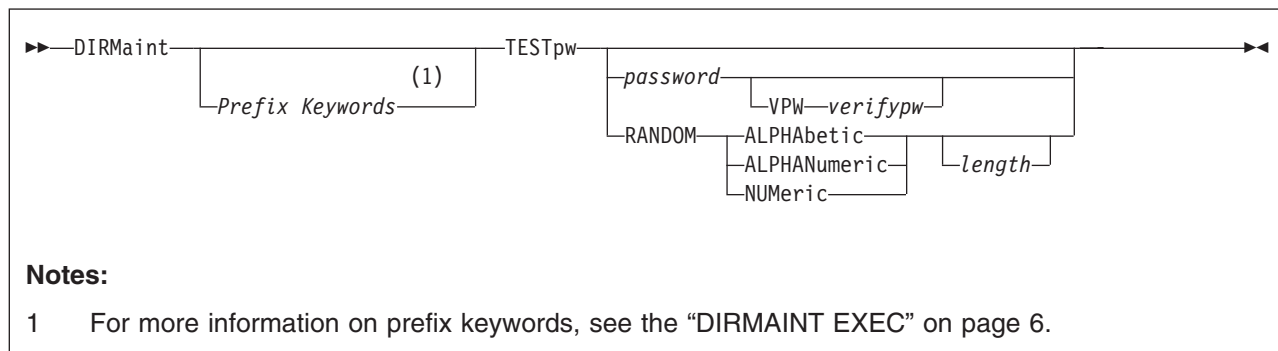 DIRMaint TESTpw
(1) password
Prefix Keywords VPW verifypw
RANDOM ALPHAbetic
ALPHANumeric length
NUMeric
Notes:
1 For more information on prefix keywords, see the “DIRMAINT EXEC” on page 6.